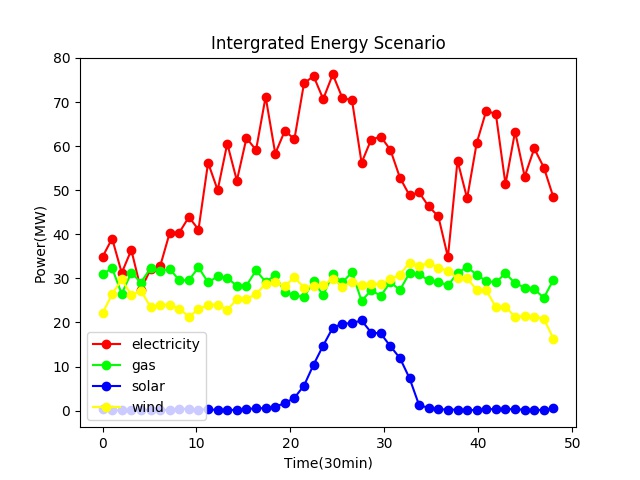 Intergrated Energy Scenario
Power(MW)
80
70
60
50
40
30
20
10
0
electricity
gas
solar
wind
0 10 20 30 40 50
Time(30min)